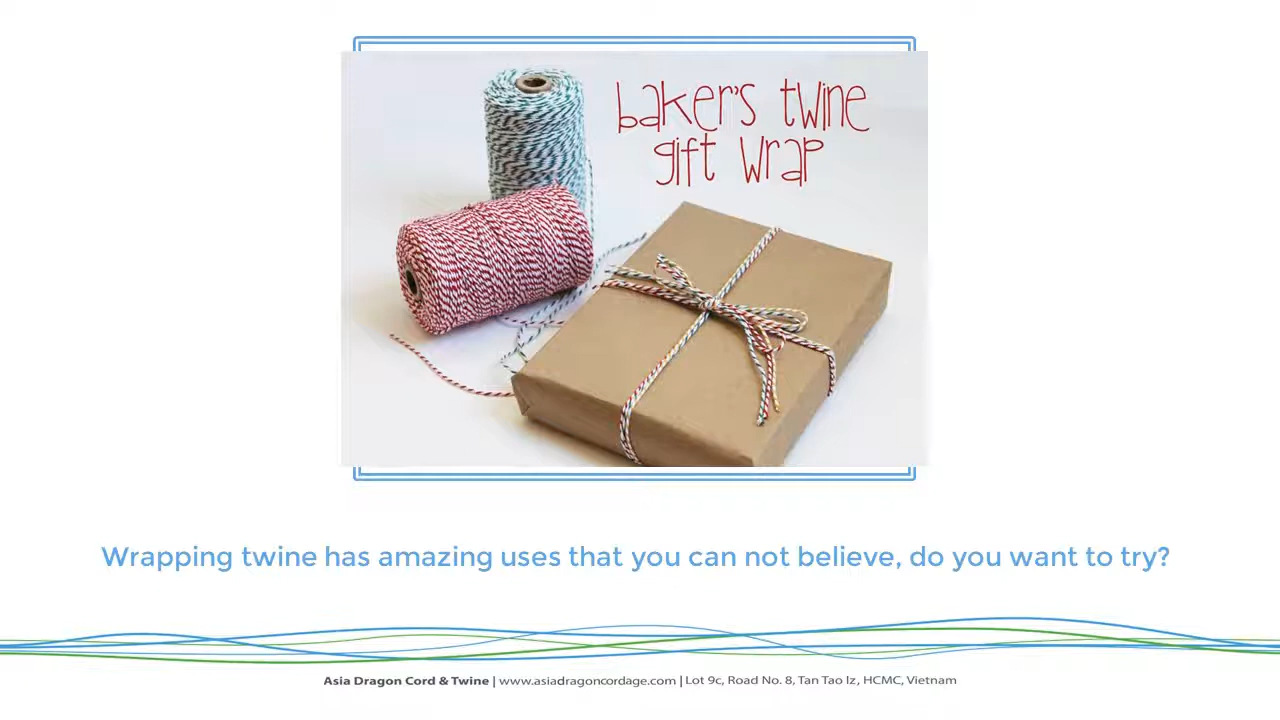 baker's twine
gift wrap
Wrapping twine has amazing uses that you can not believe, do you want to try?
Asia Dragon Cord & Twine | www.asiadragoncordage.com | Lot 9c, Road No. 8, Tan Tao Iz, HCMC, Vietnam